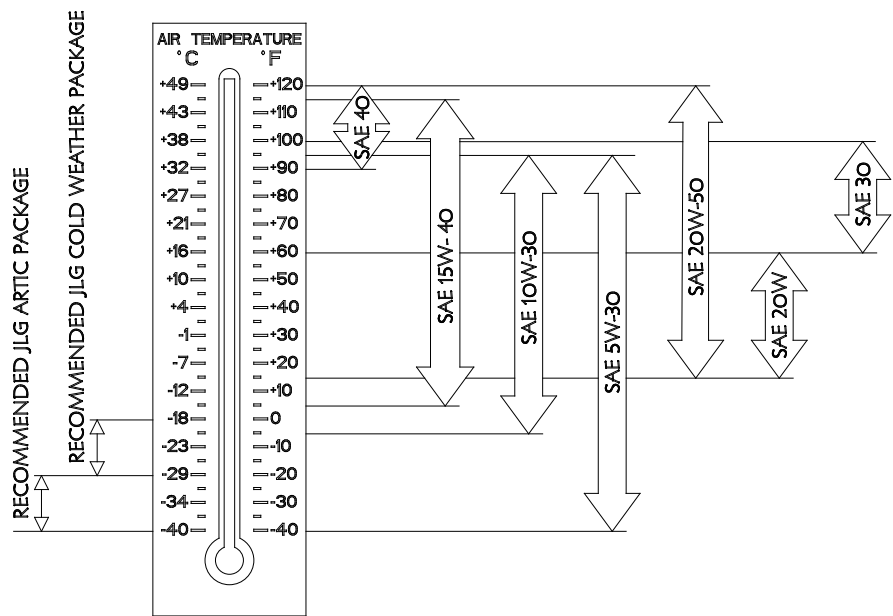 RECOMMENDED JLG ARTIC PACKAGE
RECOMMENDED JLG COLD WEATHER PACKAGE
AIR TEMPERATURE
°C °F
+49 +120
+43 +110
+38 +100
+32 +90
+27 +80
+21 +70
+16 +60
+10 +50
+4 +40
-1 +30
-7 +20
-12 +10
-18 0
-23 -10
-29 -20
-34 -30
-40 -40
SAE 40
SAE 15W- 40
SAE 10W-30
SAE 5W-30
SAE 20W-50
SAE 20W
SAE 30